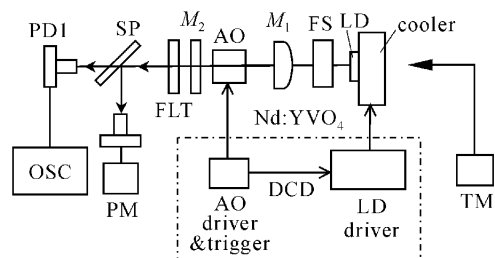 PD1
SP
M₂
AO
M₁
FS
LD
cooler
FLT
Nd:YVO₄
OSC
PM
DCD
AO
driver
&trigger
LD
driver
TM